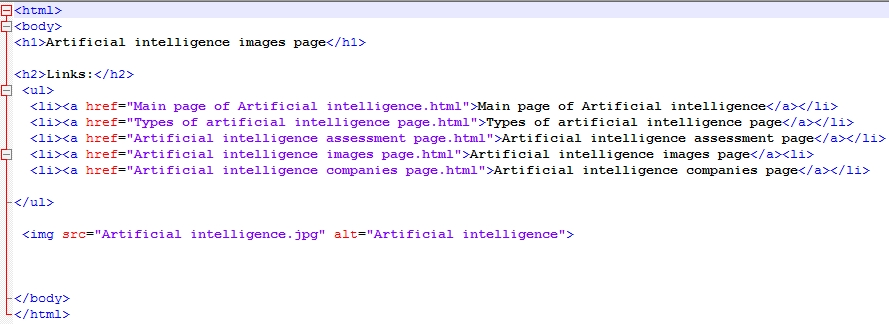 <html>
<body>
<h1>Artificial intelligence images page</h1>
<h2>Links:</h2>
<ul>
<li><a href="Main page of Artificial intelligence.html">Main page of Artificial intelligence</a></li>
<li><a href="Types of artificial intelligence page.html">Types of artificial intelligence page</a></li>
<li><a href="Artificial intelligence assessment page.html">Artificial intelligence assessment page</a></li>
<li><a href="Artificial intelligence images page.html">Artificial intelligence images page</a><li>
<li><a href="Artificial intelligence companies page.html">Artificial intelligence companies page</a></li>
</ul>
<img src="Artificial intelligence.jpg" alt="Artificial intelligence">
</body>
</html>